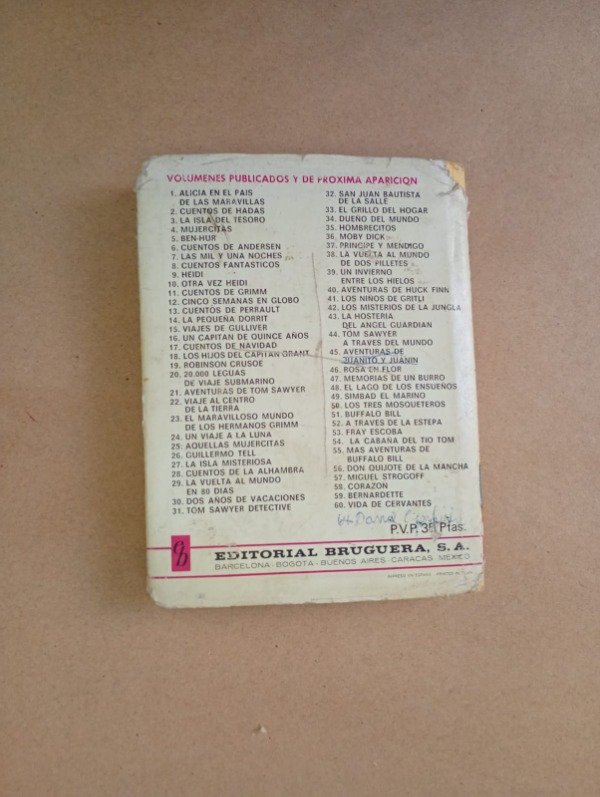 VOLUMENES PUBLICADOS Y DE PROXIMA APARICION
1. ALICIA EN EL PAIS
DE LAS MARAVILLAS
2. CUENTOS DE HADAS
3. LA ISLA DEL TESORO
4. MUJERCITAS
5. BEN-HUR
6. CUENTOS DE ANDERSEN
7. LAS MIL Y UNA NOCHES
8. CUENTOS FANTASTICOS
9. HEIDI
10. OTRA VEZ HEIDI
11. CUENTOS DE GRIMM
12. CINCO SEMANAS EN GLOBO
13. CUENTOS DE PERRAULT
14. LA PEQUEÑA DORRIT
15. VIAJES DE GULLIVER
16. UN CAPITAN DE QUINCE AÑOS
17. CUENTOS DE NAVIDAD
18. LOS HIJOS DEL CAPITAN GRANT
19. ROBINSON CRUSOE
20. 20.000 LEGUAS
DE VIAJE SUBMARINO
21. AVENTURAS DE TOM SAWYER
22. VIAJE AL CENTRO
DE LA TIERRA
23. EL MARAVILLOSO MUNDO
DE LOS HERMANOS GRIMM
24. UN VIAJE A LA LUNA
25. AQUELLAS MUJERCITAS
26. GUILLERMO TELL
27. LA ISLA MISTERIOSA
28. CUENTOS DE LA ALHAMBRA
29. LA VUELTA AL MUNDO
EN 80 DIAS
30. DOS AÑOS DE VACACIONES
31. TOM SAWYER DETECTIVE
32. SAN JUAN BAUTISTA
DE LA SALLE
33. EL GRILLO DEL HOGAR
34. DUEÑO DEL MUNDO
35. HOMBRECITOS
36. MOBY DICK
37. PRINCIPE Y MENDIGO
38. LA VUELTA AL MUNDO
DE DOS PILLETES
39. UN INVIERNO
ENTRE LOS HIELOS
40. AVENTURAS DE HUCK FINN
41. LOS NIÑOS DE GRITLI
42. LOS MISTERIOS DE LA JUNGLA
43. LA HOSTERIA
DEL ANGEL GUARDIAN
44. TOM SAWYER
A TRAVES DEL MUNDO
45. AVENTURAS DE
JUANITO Y JUANIN
46. ROSA EN FLOR
47. MEMORIAS DE UN BURRO
48. EL LAGO DE LOS ENSUEÑOS
49. SIMBAD EL MARINO
50. LOS TRES MOSQUETEROS
51. BUFFALO BILL
52. A TRAVES DE LA ESTEPA
53. FRAY ESCOBA
54. LA CABAÑA DEL TIO TOM
55. MAS AVENTURAS DE
BUFFALO BILL
56. DON QUIJOTE DE LA MANCHA
57. MIGUEL STROGOFF
58. CORAZON
59. BERNARDETTE
60. VIDA DE CERVANTES
David
P.V.P. Ptas.
EDITORIAL BRUGUERA, S. A.
BARCELONA - BOGOTA - BUENOS AIRES - CARACAS MEXICO
IMPRESO EN ESPAÑA